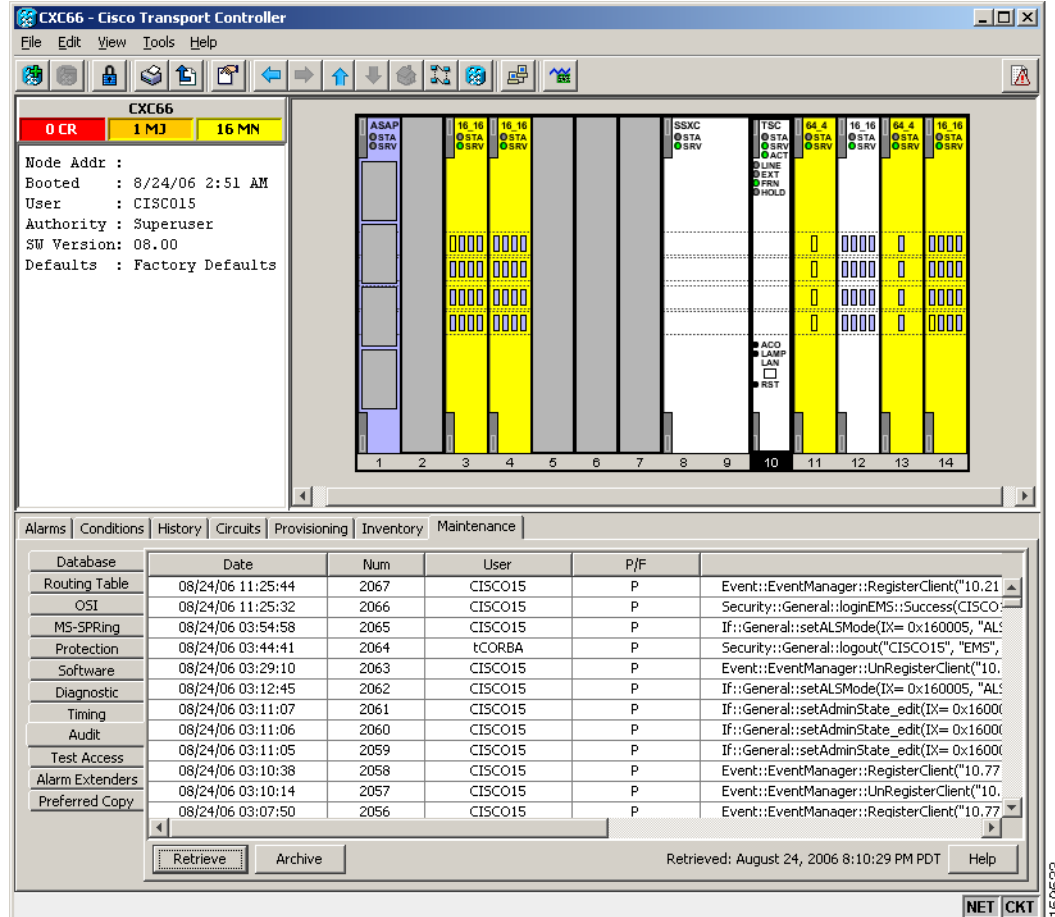 CXC66 - Cisco Transport Controller
File Edit View Tools Help
CXC66
0 CR 1 MJ 16 MN
Node Addr :
Booted : 8/24/06 2:51 AM
User : CISCO15
Authority : Superuser
SW Version: 08.00
Defaults : Factory Defaults
ASAP 16_16 16_16 SSXC TSC 64_4 16_16 64_4 16_16
STA STA STA STA STA STA STA STA STA
SRV SRV SRV SRV SRV SRV SRV SRV SRV
ACT
LINE
EXT
FRN
HOLD
ACO
LAMP
LAN
RST
1 2 3 4 5 6 7 8 9 10 11 12 13 14
Alarms Conditions History Circuits Provisioning Inventory Maintenance
Database
Routing Table
OSI
MS-SPRing
Protection
Software
Diagnostic
Timing
Audit
Test Access
Alarm Extenders
Preferred Copy
Date Num User P/F
08/24/06 11:25:44 2067 CISCO15 P Event::EventManager::RegisterClient("10.21
08/24/06 11:25:32 2066 CISCO15 P Security::General::loginEMS::Success(CISCO
08/24/06 03:54:58 2065 CISCO15 P If::General::setALSMode(IX= 0x160005, "ALS
08/24/06 03:44:41 2064 tCORBA P Security::General::logout("CISCO15", "EMS",
08/24/06 03:29:10 2063 CISCO15 P Event::EventManager::UnRegisterClient("10.
08/24/06 03:12:45 2062 CISCO15 P If::General::setALSMode(IX= 0x160005, "ALS
08/24/06 03:11:07 2061 CISCO15 P If::General::setAdminState_edit(IX= 0x1600
08/24/06 03:11:06 2060 CISCO15 P If::General::setAdminState_edit(IX= 0x1600
08/24/06 03:11:05 2059 CISCO15 P If::General::setAdminState_edit(IX= 0x1600
08/24/06 03:10:38 2058 CISCO15 P Event::EventManager::RegisterClient("10.77
08/24/06 03:10:14 2057 CISCO15 P Event::EventManager::UnRegisterClient("10.
08/24/06 03:07:50 2056 CISCO15 P Event::EventManager::RegisterClient("10.77
Retrieve Archive Retrieved: August 24, 2006 8:10:29 PM PDT Help
NET CKT